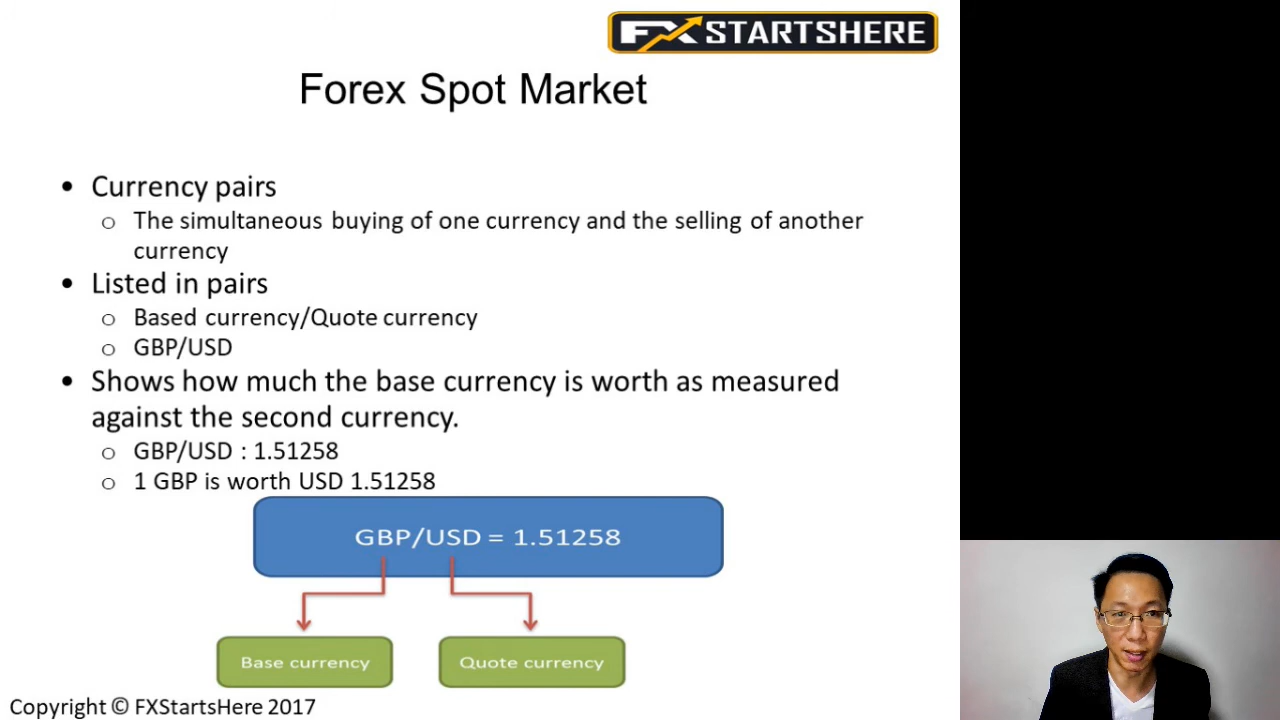 FX STARTSHERE
Forex Spot Market
• Currency pairs
o The simultaneous buying of one currency and the selling of another
currency
• Listed in pairs
o Based currency/Quote currency
o GBP/USD
• Shows how much the base currency is worth as measured
against the second currency.
o GBP/USD : 1.51258
o 1 GBP is worth USD 1.51258
GBP/USD = 1.51258
Base currency
Quote currency
Copyright © FXStartsHere 2017